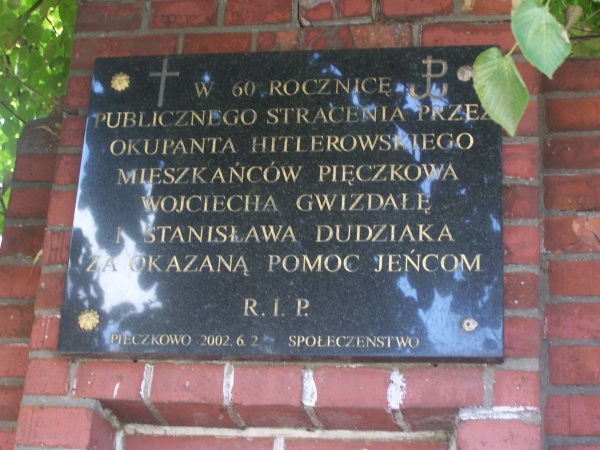 W 60 ROCZNICĘ
PUBLICZNEGO STRACENIA PRZEZ
OKUPANTA HITLEROWSKIEGO
MIESZKAŃCÓW PIĘCZKOWA
WOJCIECHA GWIZDAŁĘ
I STANISŁAWA DUDZIAKA
ZA OKAZANĄ POMOC JEŃCOM
R. I. P.
PIĘCZKOWO 2002. 6. 2 SPOŁECZEŃSTWO